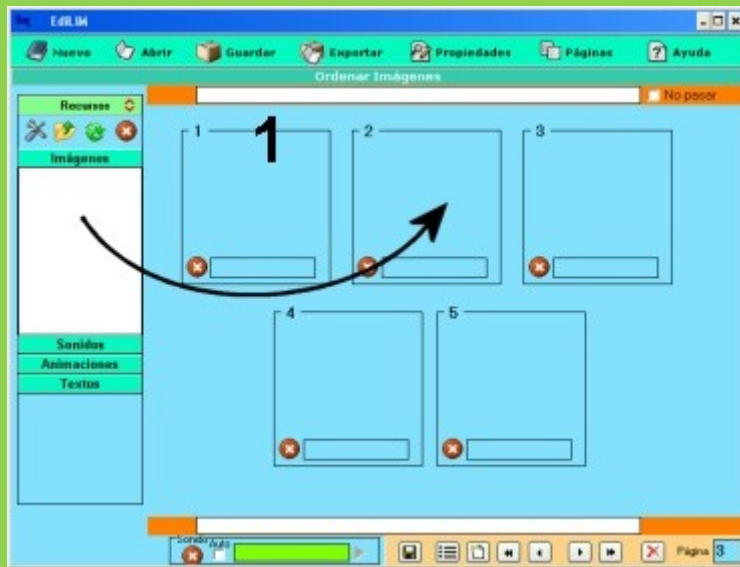 EdiLIM
Nuevo Abrir Guardar Exportar Propiedades Páginas Ayuda
Ordenar Imágenes
Recursos
No pasar
Imágenes
1
1 2 3
Sonidos
Animaciones
Textos
4 5
Sonido
Auto
Página 3